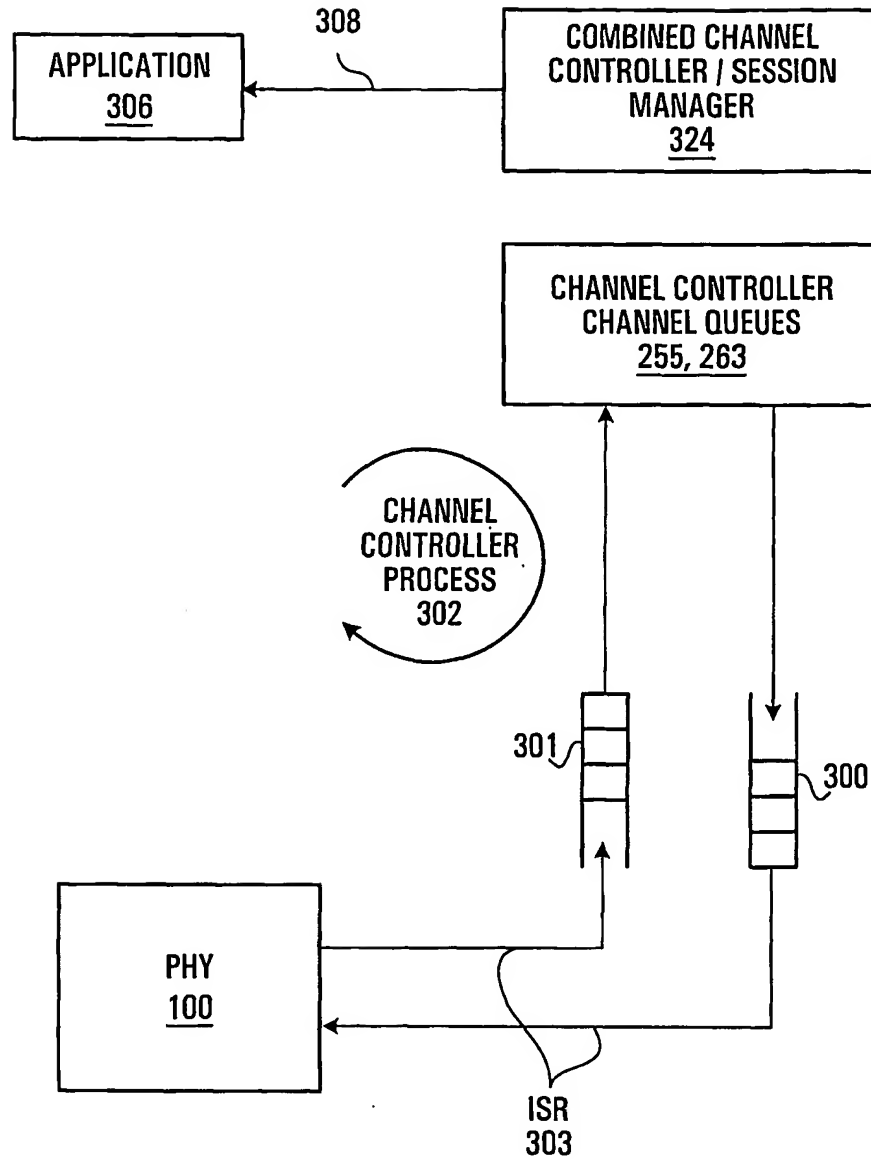 308
APPLICATION
306
COMBINED CHANNEL
CONTROLLER / SESSION
MANAGER
324
CHANNEL CONTROLLER
CHANNEL QUEUES
255, 263
CHANNEL
CONTROLLER
PROCESS
302
301
300
PHY
100
ISR
303